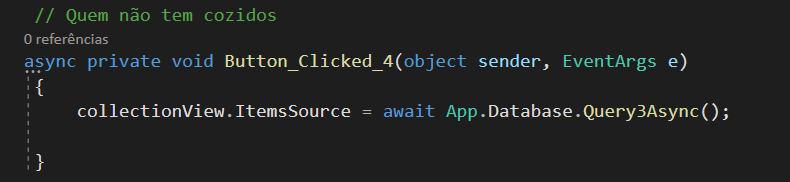 // Quem não tem cozidos
0 referências
async private void Button_Clicked_4(object sender, EventArgs e)
{
collectionView.ItemsSource = await App.Database.Query3Async();
}